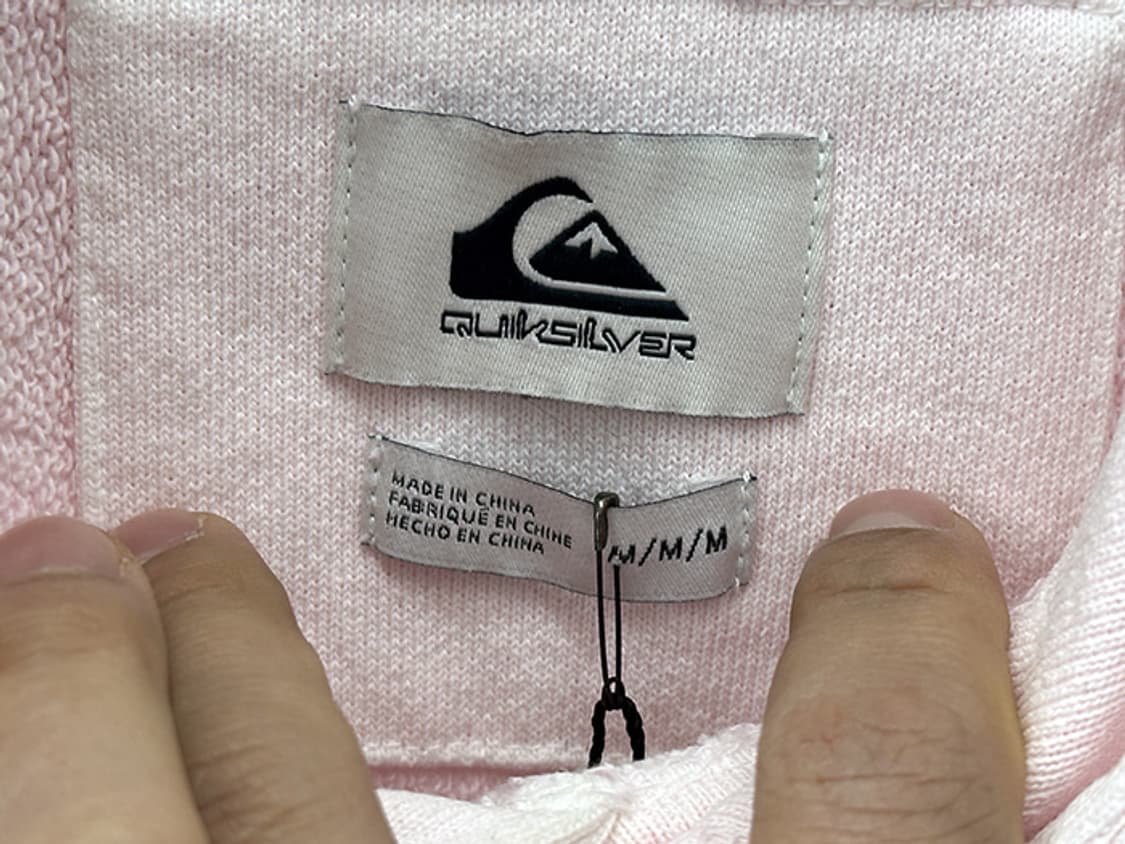 QUIKSILVER
MADE IN CHINA
FABRIQUÉ EN CHINE
HECHO EN CHINA
M/M/M